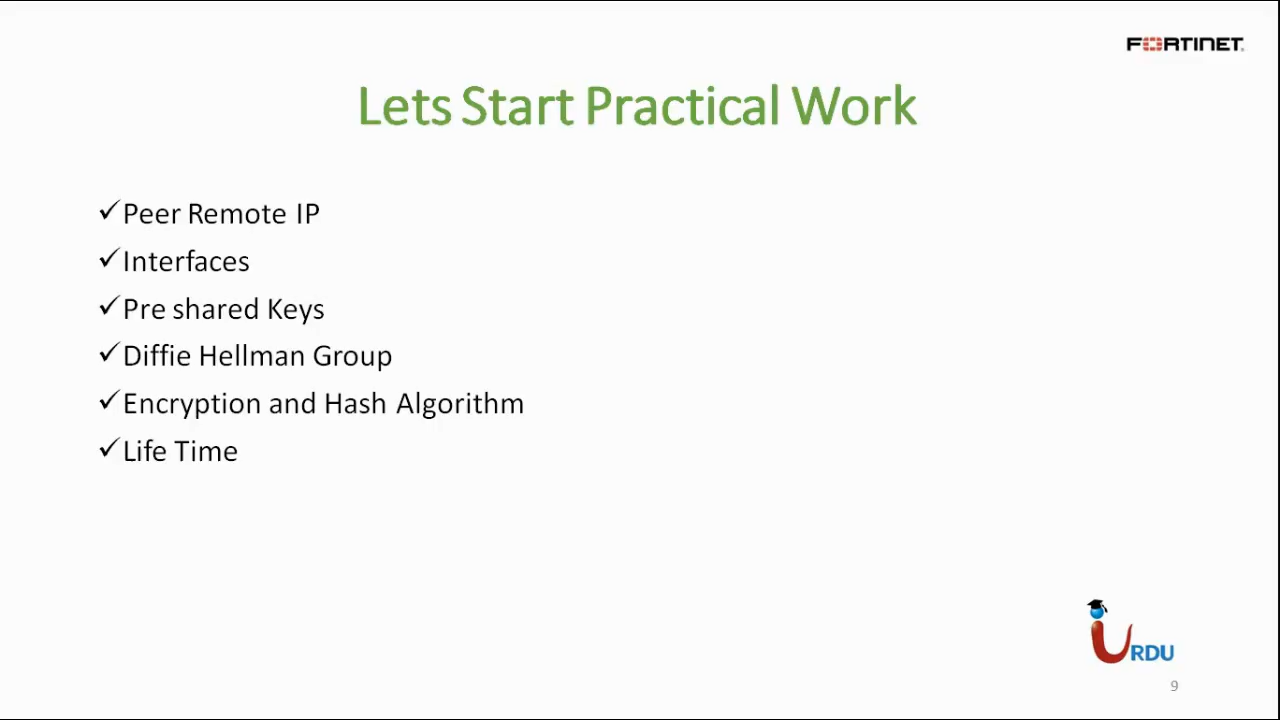 FORTINET
Lets Start Practical Work
✓Peer Remote IP
✓Interfaces
✓Pre shared Keys
✓Diffie Hellman Group
✓Encryption and Hash Algorithm
✓Life Time
iURDU
9